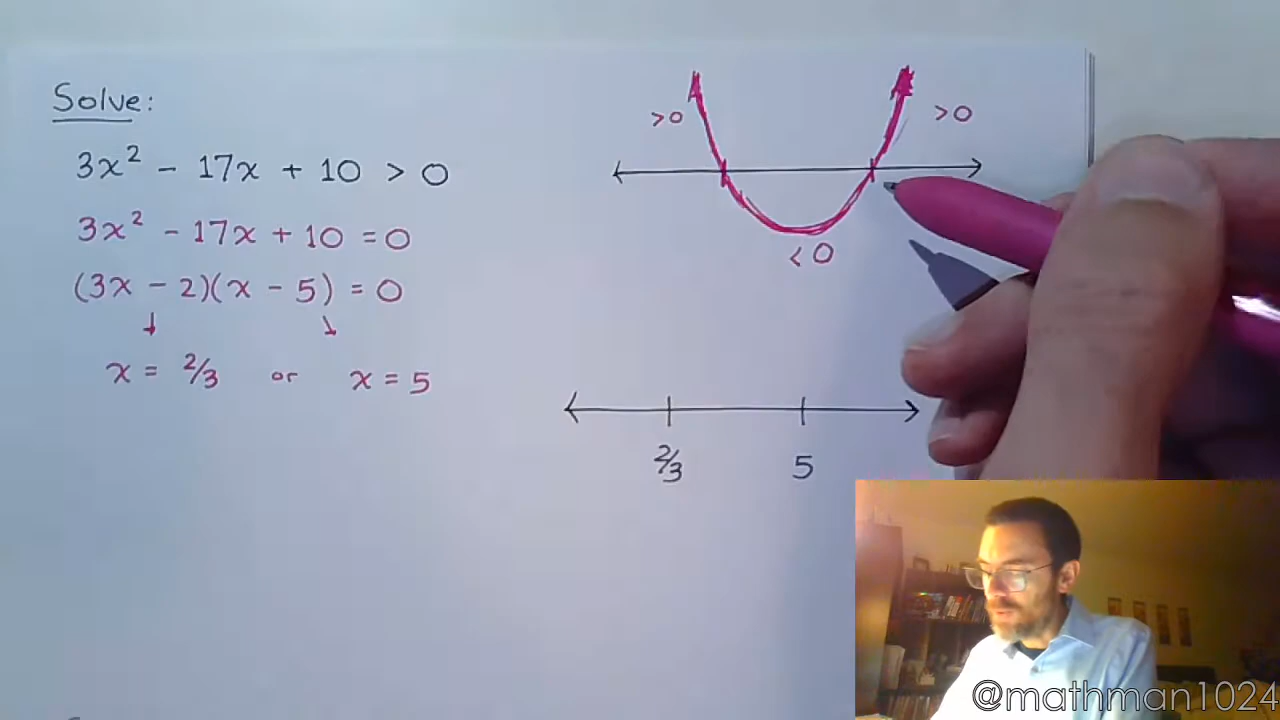 Solve:
3x² - 17x + 10 > 0
3x² - 17x + 10 = 0
(3x - 2)(x - 5) = 0
x = 2/3 or x = 5
>0 >0
<0
2/3 5
@mathman1024